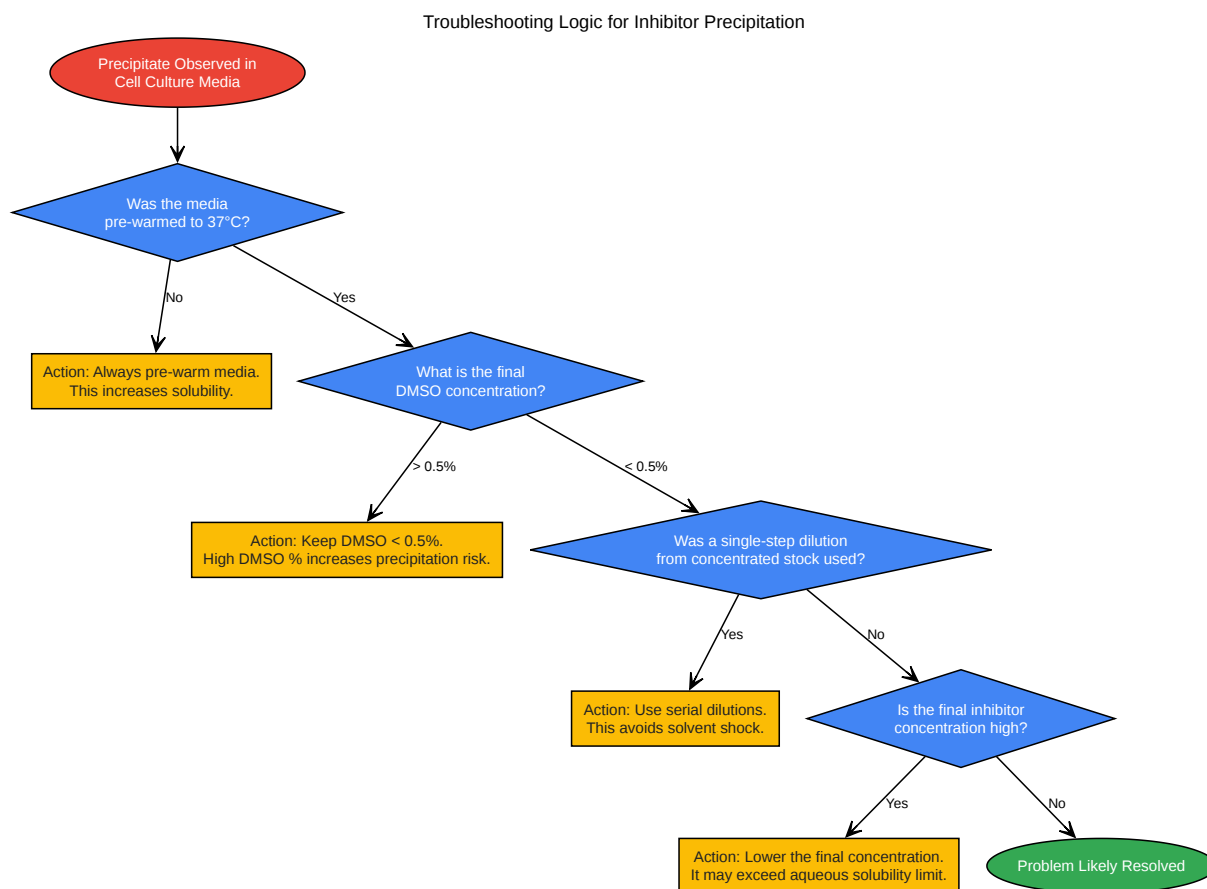 Troubleshooting Logic for Inhibitor Precipitation
Precipitate Observed in
Cell Culture Media
Was the media
pre-warmed to 37°C?
No
Yes
Action: Always pre-warm media.
This increases solubility.
What is the final
DMSO concentration?
> 0.5%
< 0.5%
Action: Keep DMSO < 0.5%.
High DMSO % increases precipitation risk.
Was a single-step dilution
from concentrated stock used?
Yes
No
Action: Use serial dilutions.
This avoids solvent shock.
Is the final inhibitor
concentration high?
Yes
No
Action: Lower the final concentration.
It may exceed aqueous solubility limit.
Problem Likely Resolved